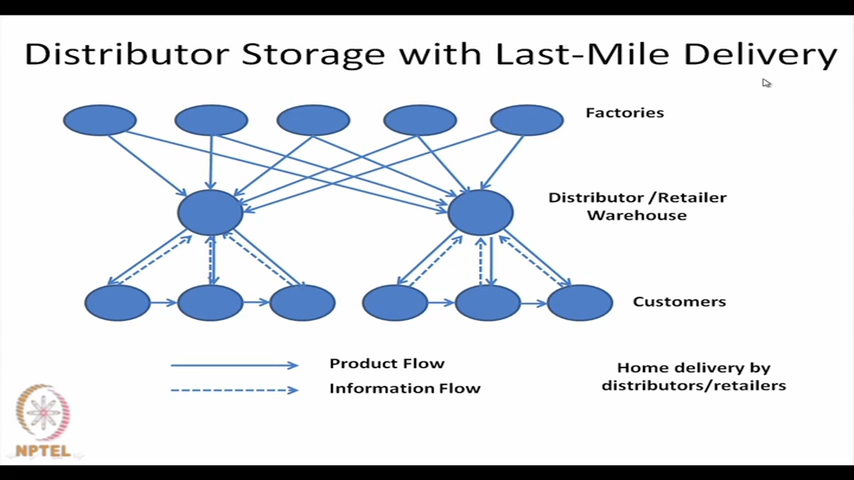 Distributor Storage with Last-Mile Delivery
Factories
Distributor /Retailer
Warehouse
Customers
Product Flow
Information Flow
Home delivery by
distributors/retailers
NPTEL